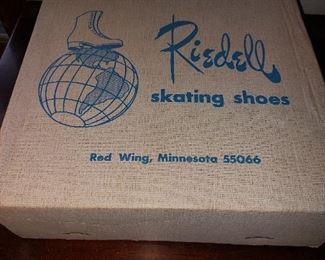 Riedell
skating shoes
Red Wing, Minnesota 55066